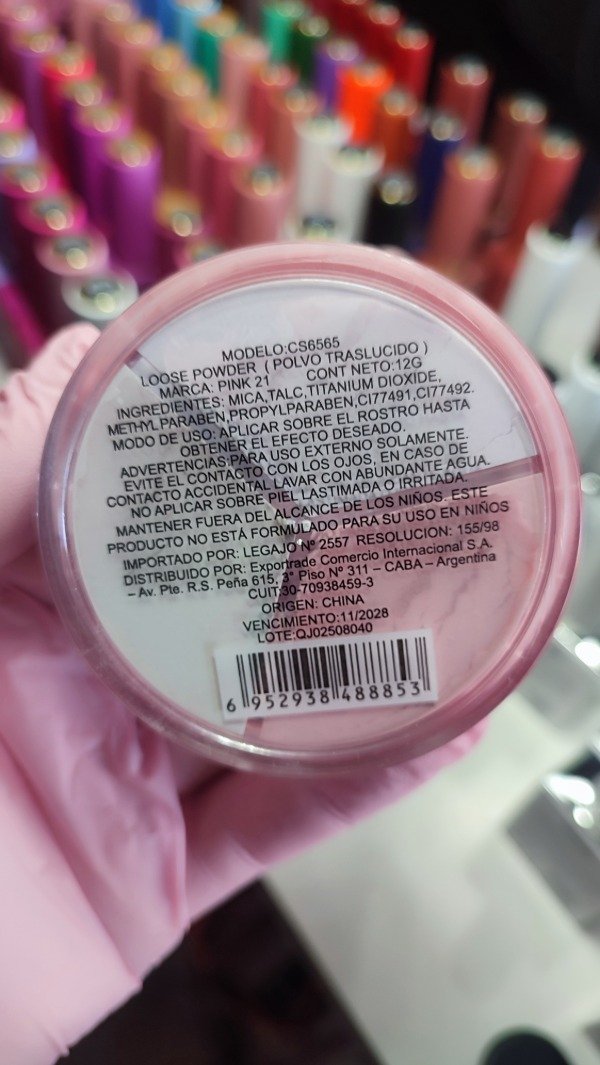 MODELO:CS6565
LOOSE POWDER ( POLVO TRASLUCIDO )
MARCA: PINK 21 CONT NETO:12G
INGREDIENTES: MICA,TALC,TITANIUM DIOXIDE,
METHYL PARABEN,PROPYLPARABEN,CI77491,CI77492.
MODO DE USO: APLICAR SOBRE EL ROSTRO HASTA
OBTENER EL EFECTO DESEADO.
ADVERTENCIAS:PARA USO EXTERNO SOLAMENTE.
EVITE EL CONTACTO CON LOS OJOS, EN CASO DE
CONTACTO ACCIDENTAL LAVAR CON ABUNDANTE AGUA.
NO APLICAR SOBRE PIEL LASTIMADA O IRRITADA.
MANTENER FUERA DEL ALCANCE DE LOS NIÑOS. ESTE
PRODUCTO NO ESTÁ FORMULADO PARA SU USO EN NIÑOS
IMPORTADO POR: LEGAJO Nº 2557 RESOLUCION: 155/98
DISTRIBUIDO POR: Exportrade Comercio Internacional S.A.
– Av. Pte. R.S. Peña 615, 3° Piso Nº 311 – CABA – Argentina
CUIT:30-70938459-3
ORIGEN: CHINA
VENCIMIENTO:11/2028
LOTE:QJ02508040
6 952938 488853